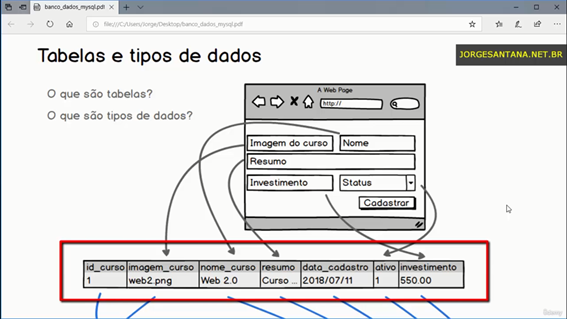 banco_dados_mysql.pdf
file:///C:/Users/Jorge/Desktop/banco_dados_mysql.pdf
Tabelas e tipos de dados
JORGESANTANA.NET.BR
O que são tabelas?
O que são tipos de dados?
A Web Page
http://
Imagem do curso Nome
Resumo
Investimento Status
Cadastrar
id_curso imagem_curso nome_curso resumo data_cadastro ativo investimento
1 web2.png Web 2.0 Curso ... 2018/07/11 1 550.00
Udemy